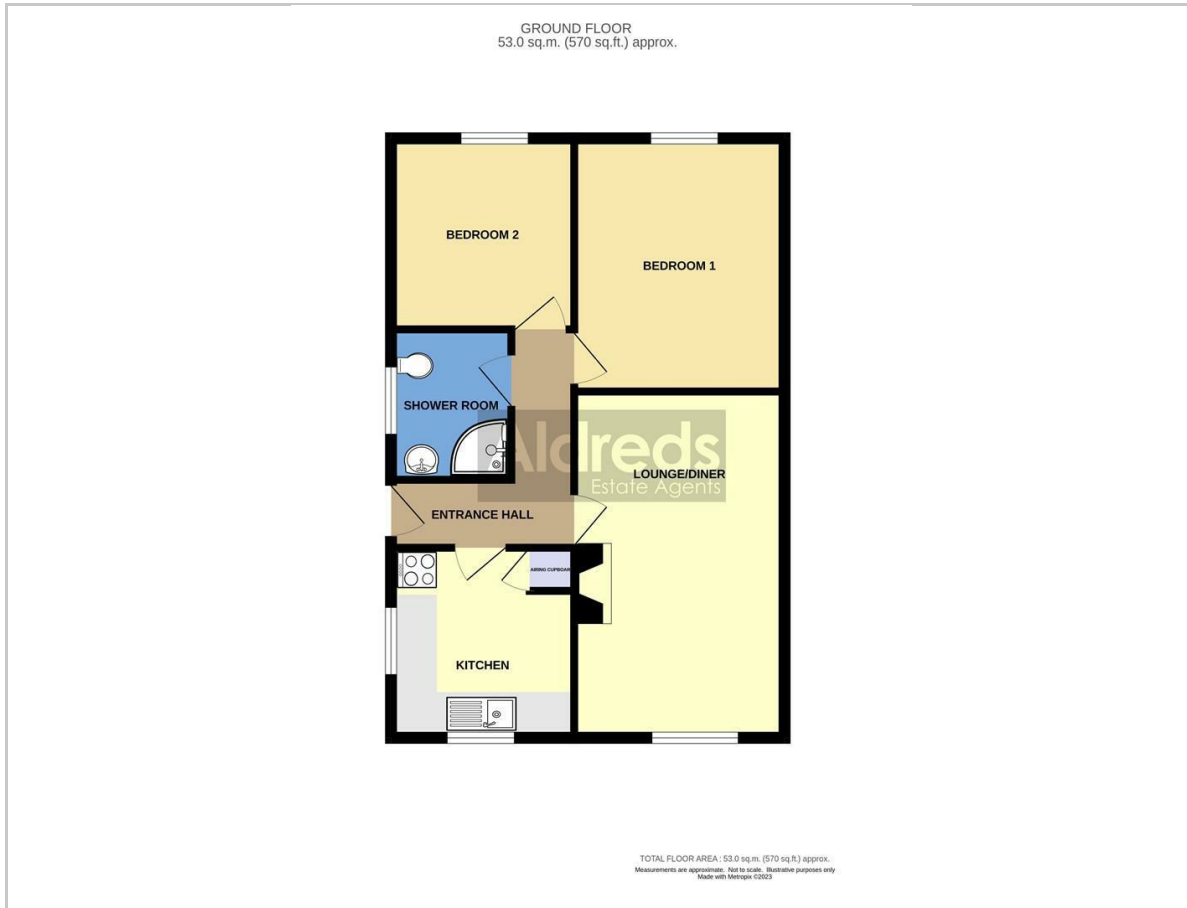 GROUND FLOOR
53.0 sq.m. (570 sq.ft.) approx.
BEDROOM 2
BEDROOM 1
SHOWER ROOM
Aldreds
Estate Agents
LOUNGE/DINER
ENTRANCE HALL
AIRING CUPBOAR
KITCHEN
TOTAL FLOOR AREA : 53.0 sq.m. (570 sq.ft.) approx.
Measurements are approximate. Not to scale. Illustrative purposes only
Made with Metropix ©2023